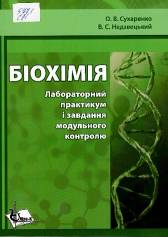 О. В. Сухаренко
В. С. Недзвецький
БІОХІМІЯ
Лабораторний
практикум
і завдання
модульного
контролю